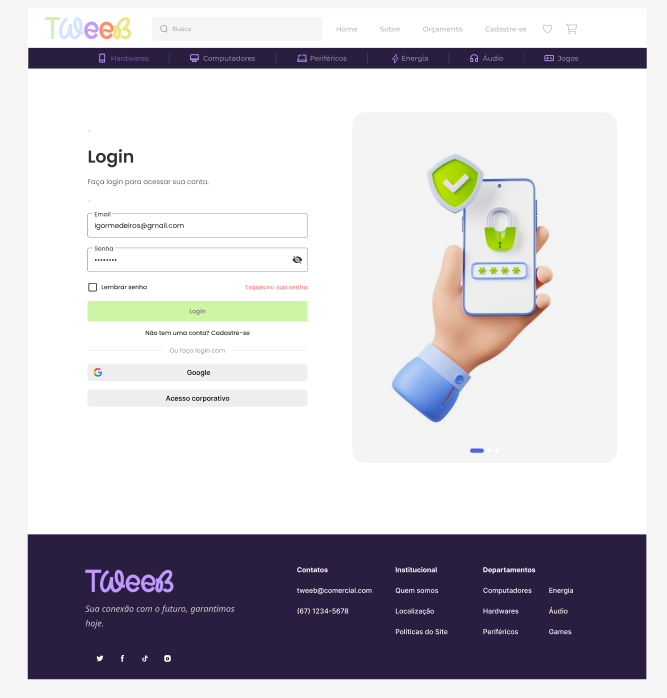 TWeeB
Busca
Home Sobre Orçamento Cadastre-se
Hardwares Computadores Periféricos Energia Áudio Jogos
Login
Faça login para acessar sua conta.
Email
igormedeiros@gmail.com
Senha
••••••••
Lembrar senha Esqueceu sua senha
Login
Não tem uma conta? Cadastre-se
Ou faça login com
Google
Acesso corporativo
TWeeB
Sua conexão com o futuro, garantimos
hoje.
Contatos
tweeb@comercial.com
(67) 1234-5678
Institucional
Quem somos
Localização
Políticas do Site
Departamentos
Computadores Energia
Hardwares Áudio
Periféricos Games